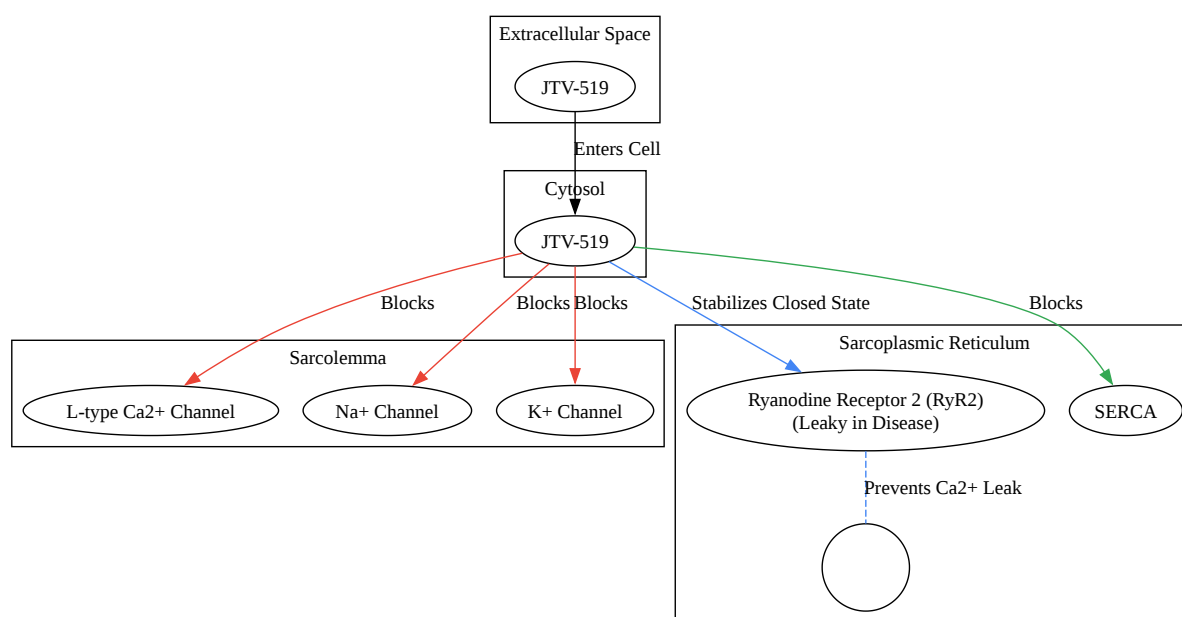 Extracellular Space
JTV-519
Enters Cell
Cytosol
JTV-519
Blocks
Blocks
Blocks
Stabilizes Closed State
Blocks
Sarcolemma
Sarcoplasmic Reticulum
L-type Ca2+ Channel
Na+ Channel
K+ Channel
Ryanodine Receptor 2 (RyR2)
(Leaky in Disease)
SERCA
Prevents Ca2+ Leak